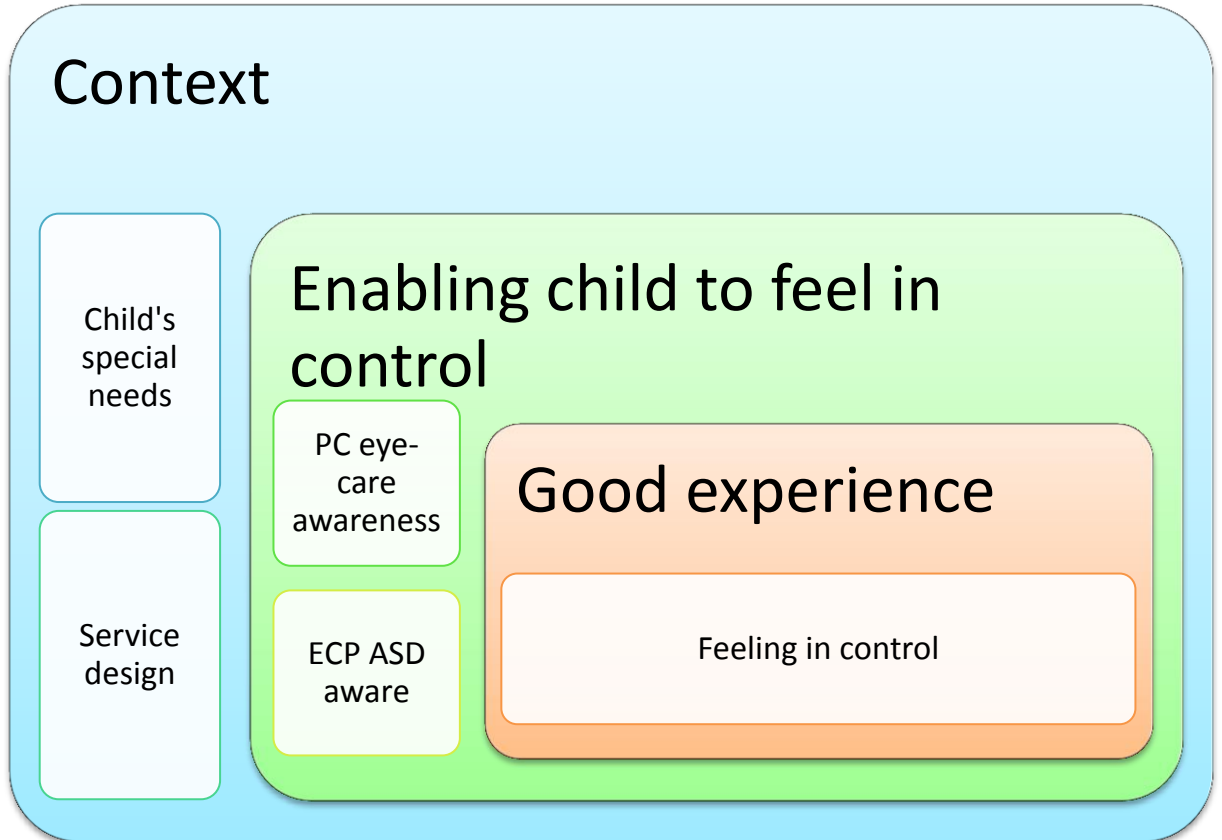 Context
Child's
special
needs
Service
design
Enabling child to feel in
control
PC eye-
care
awareness
ECP ASD
aware
Good experience
Feeling in control